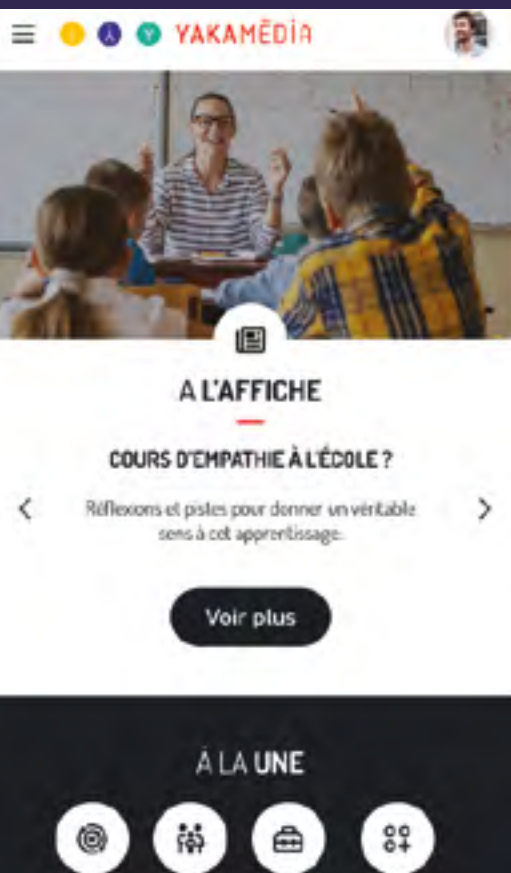 YAKAMÉDIA
A L'AFFICHE
COURS D'EMPATHIE À L'ÉCOLE ?
Réflexions et pistes pour donner un véritable
sens à cet apprentissage.
Voir plus
À LA UNE